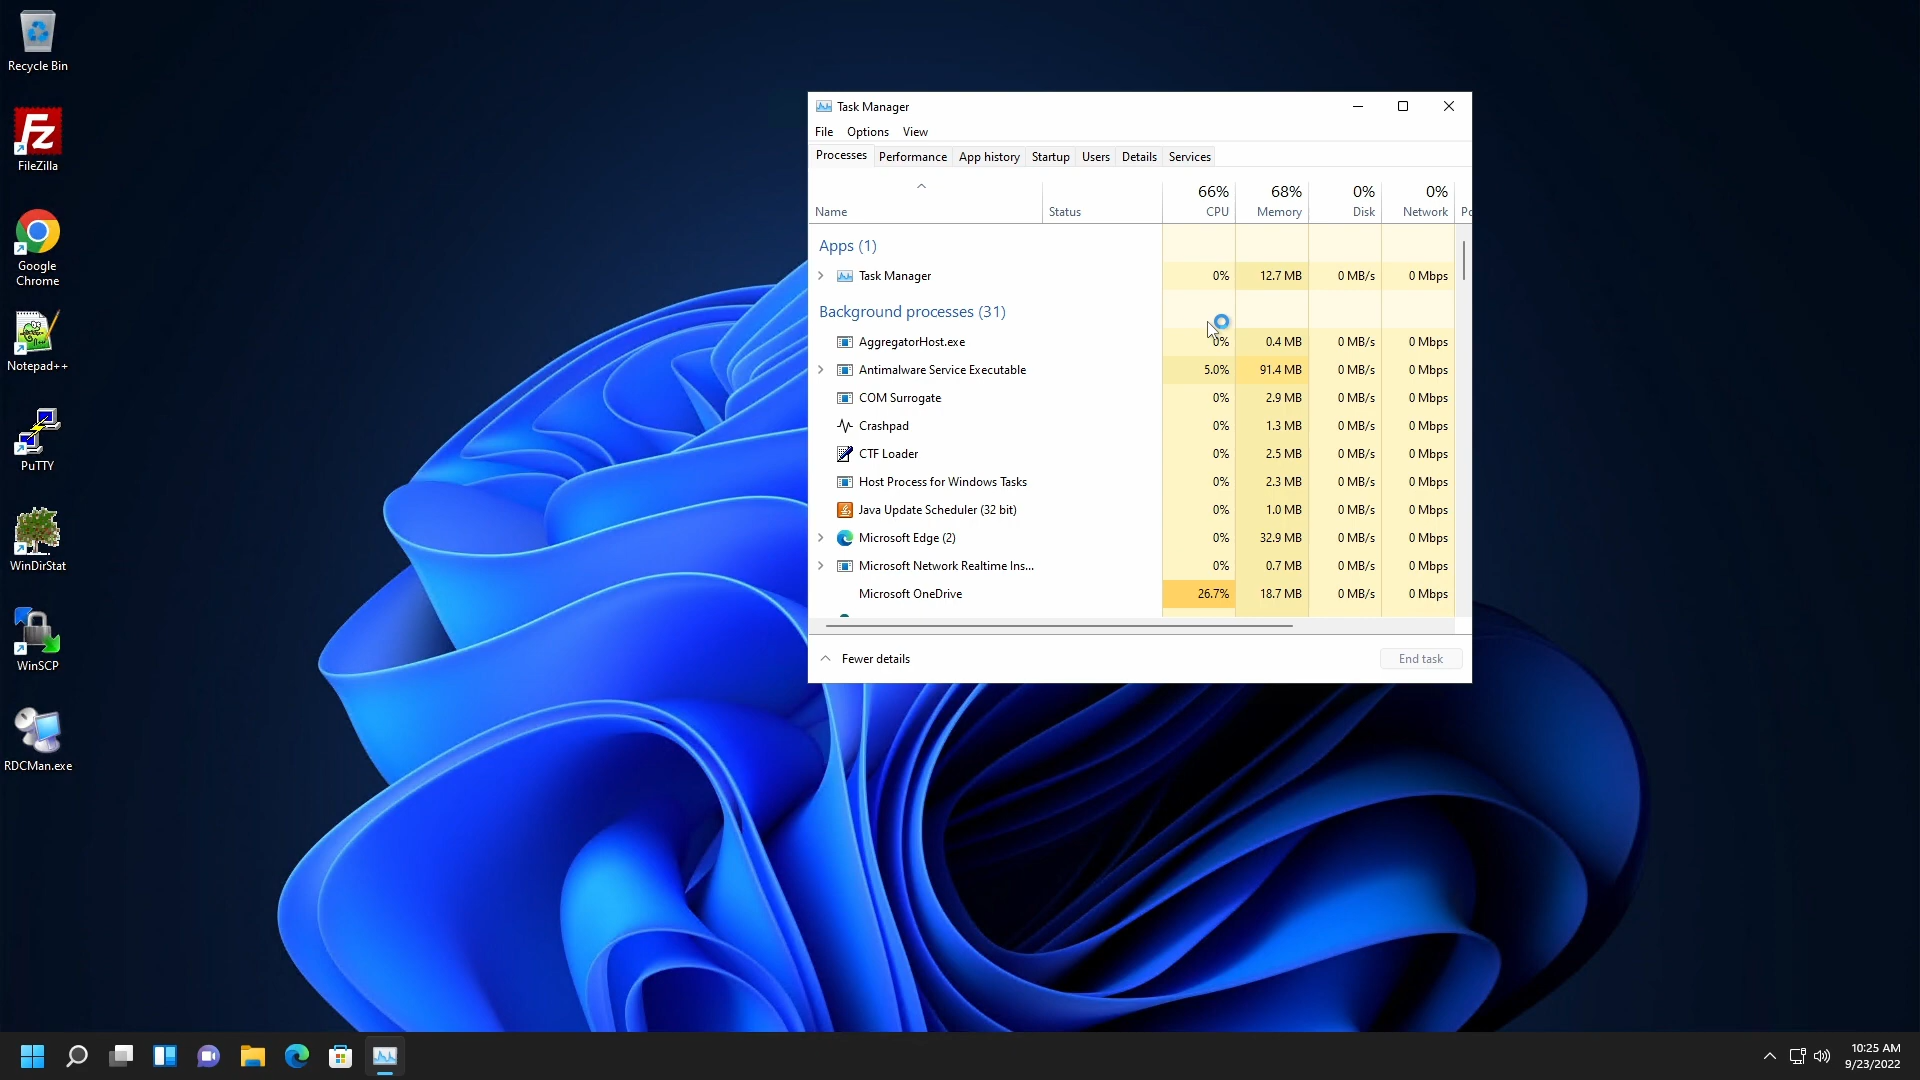 Recycle Bin
FileZilla
Google
Chrome
Notepad++
PuTTY
WinDirStat
WinSCP
RDCMan.exe
Task Manager
File Options View
Processes Performance App history Startup Users Details Services
66% 68% 0% 0%
Name Status CPU Memory Disk Network
Apps (1)
Task Manager 0% 12.7 MB 0 MB/s 0 Mbps
Background processes (31)
AggregatorHost.exe 0% 0.4 MB 0 MB/s 0 Mbps
Antimalware Service Executable 5.0% 91.4 MB 0 MB/s 0 Mbps
COM Surrogate 0% 2.9 MB 0 MB/s 0 Mbps
Crashpad 0% 1.3 MB 0 MB/s 0 Mbps
CTF Loader 0% 2.5 MB 0 MB/s 0 Mbps
Host Process for Windows Tasks 0% 2.3 MB 0 MB/s 0 Mbps
Java Update Scheduler (32 bit) 0% 1.0 MB 0 MB/s 0 Mbps
Microsoft Edge (2) 0% 32.9 MB 0 MB/s 0 Mbps
Microsoft Network Realtime Ins... 0% 0.7 MB 0 MB/s 0 Mbps
Microsoft OneDrive 26.7% 18.7 MB 0 MB/s 0 Mbps
Fewer details End task
10:25 AM
9/23/2022